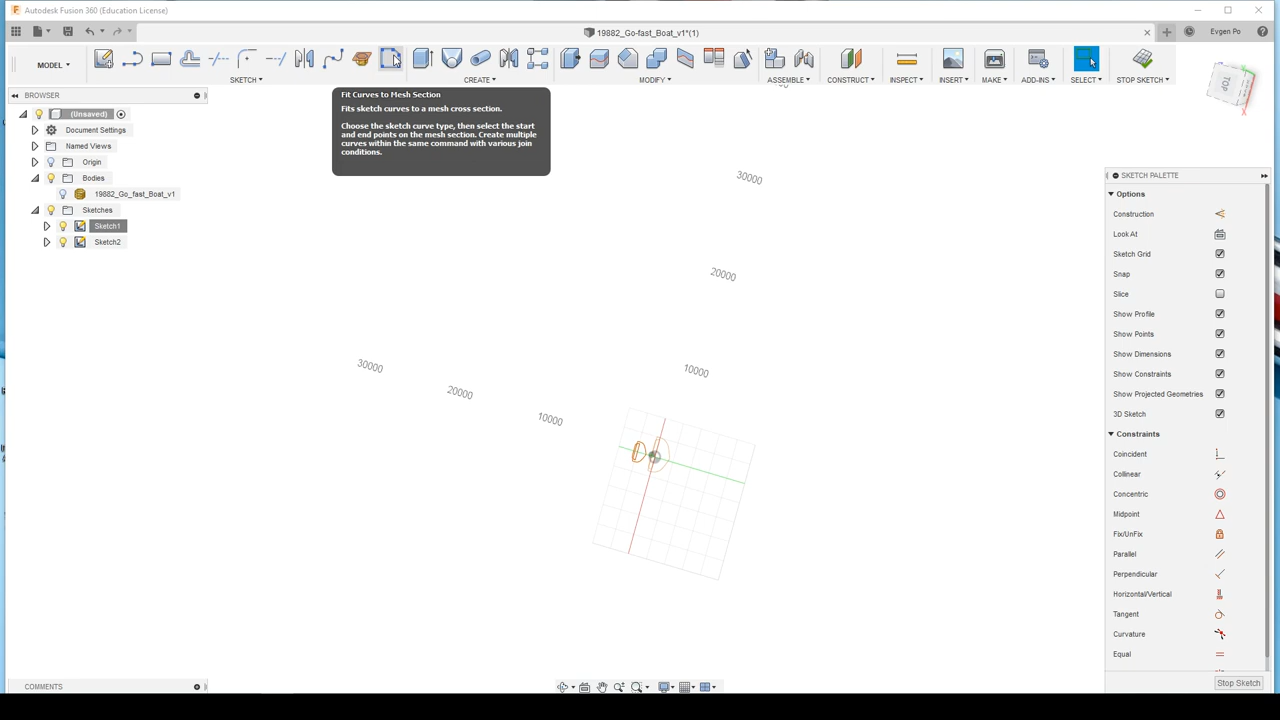 Autodesk Fusion 360 (Education License)
19882_Go-fast_Boat_v1*(1)
Evgen Po
MODEL
SKETCH
CREATE
MODIFY
ASSEMBLE
CONSTRUCT
INSPECT
INSERT
MAKE
ADD-INS
SELECT
STOP SKETCH
TOP
BROWSER
(Unsaved)
Document Settings
Named Views
Origin
Bodies
19882_Go_fast_Boat_v1
Sketches
Sketch1
Sketch2
Fit Curves to Mesh Section
Fits sketch curves to a mesh cross section.
Choose the sketch curve type, then select the start
and end points on the mesh section. Create multiple
curves within the same command with various join
conditions.
30000
20000
10000
30000
20000
10000
X
SKETCH PALETTE
Options
Construction
Look At
Sketch Grid
Snap
Slice
Show Profile
Show Points
Show Dimensions
Show Constraints
Show Projected Geometries
3D Sketch
Constraints
Coincident
Collinear
Concentric
Midpoint
Fix/UnFix
Parallel
Perpendicular
Horizontal/Vertical
Tangent
Curvature
Equal
Stop Sketch
COMMENTS